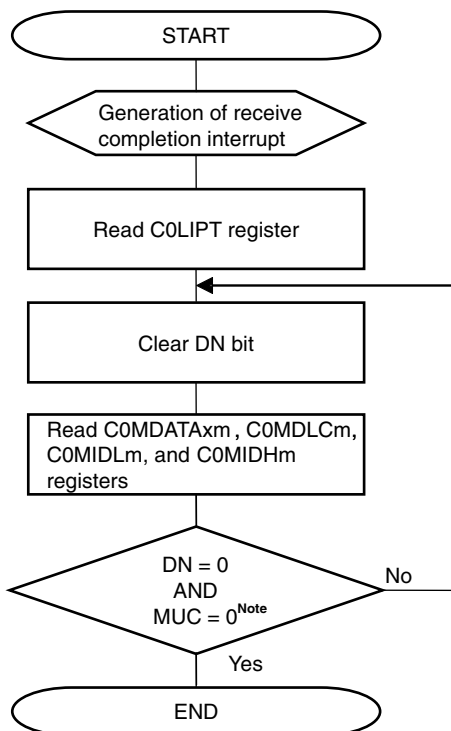 START
Generation of receive
completion interrupt
Read C0LIPT register
Clear DN bit
Read C0MDATAxm , C0MDLCm,
C0MIDLm, and C0MIDHm
registers
DN = 0
AND
MUC = 0Note
No
Yes
END